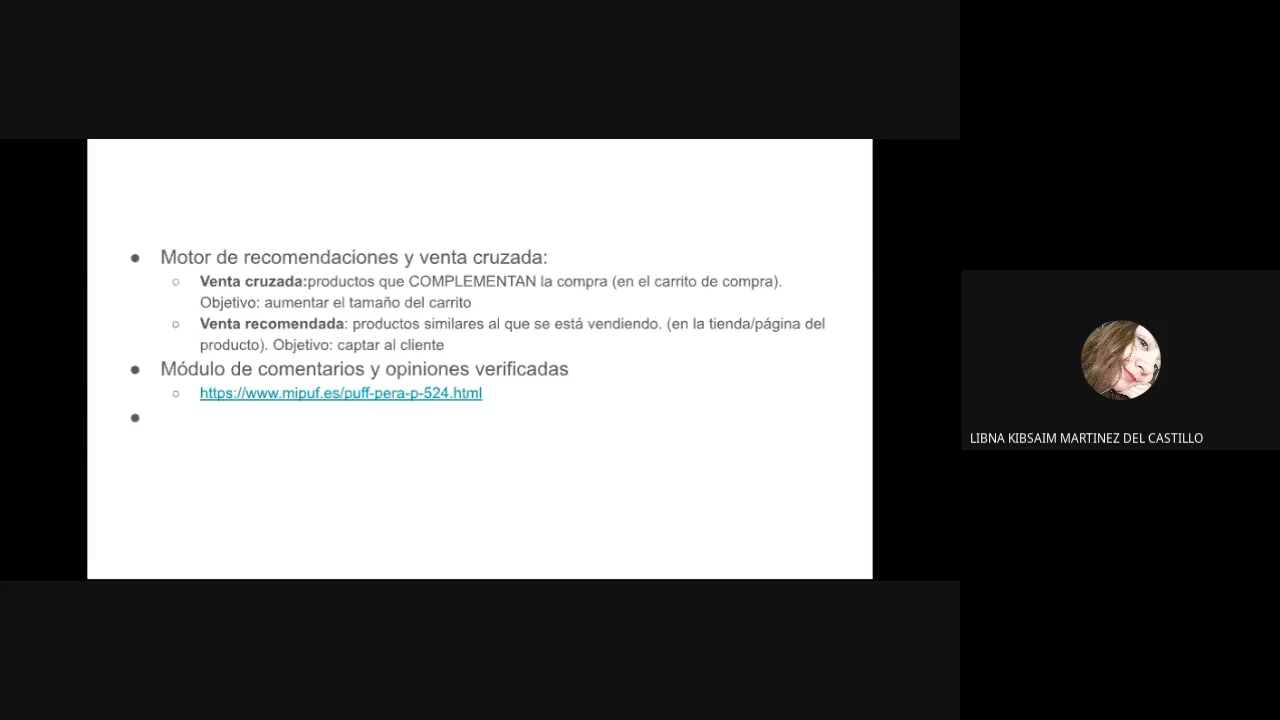 ● Motor de recomendaciones y venta cruzada:
○ Venta cruzada:productos que COMPLEMENTAN la compra (en el carrito de compra).
Objetivo: aumentar el tamaño del carrito
○ Venta recomendada: productos similares al que se está vendiendo. (en la tienda/página del
producto). Objetivo: captar al cliente
● Módulo de comentarios y opiniones verificadas
○ https://www.mipuf.es/puff-pera-p-524.html
●
LIBNA KIBSAIM MARTINEZ DEL CASTILLO